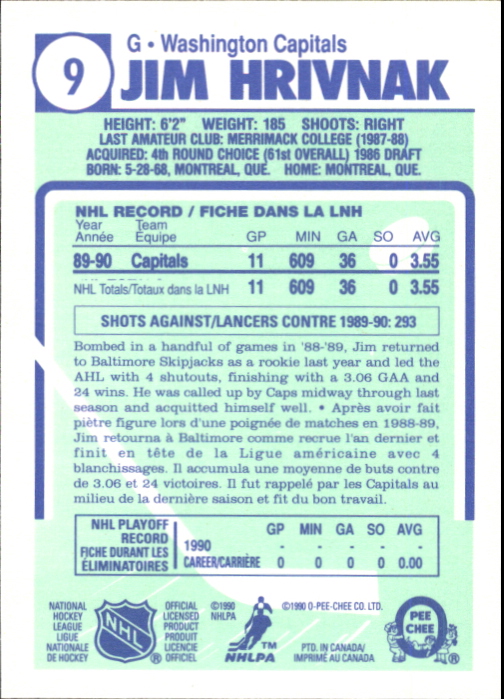 9
G • Washington Capitals
JIM HRIVNAK
HEIGHT: 6'2" WEIGHT: 185 SHOOTS: RIGHT
LAST AMATEUR CLUB: MERRIMACK COLLEGE (1987-88)
ACQUIRED: 4th ROUND CHOICE (61st OVERALL) 1986 DRAFT
BORN: 5-28-68, MONTREAL, QUE. HOME: MONTREAL, QUE.
NHL RECORD / FICHE DANS LA LNH
Year Team
Année Équipe GP MIN GA SO AVG
89-90 Capitals 11 609 36 0 3.55
NHL Totals/Totaux dans la LNH 11 609 36 0 3.55
SHOTS AGAINST/LANCERS CONTRE 1989-90: 293
Bombed in a handful of games in '88-'89, Jim returned
to Baltimore Skipjacks as a rookie last year and led the
AHL with 4 shutouts, finishing with a 3.06 GAA and
24 wins. He was called up by Caps midway through last
season and acquitted himself well. • Après avoir fait
piètre figure lors d'une poignée de matches en 1988-89,
Jim retourna à Baltimore comme recrue l'an dernier et
finit en tête de la Ligue américaine avec 4
blanchissages. Il accumula une moyenne de buts contre
de 3.06 et 24 victoires. Il fut rappelé par les Capitals au
milieu de la dernière saison et fit du bon travail.
NHL PLAYOFF
RECORD
FICHE DURANT LES
ÉLIMINATOIRES
GP MIN GA SO AVG
1990 - - - - -
CAREER/CARRIÈRE 0 0 0 0 0.00
NATIONAL
HOCKEY
LEAGUE
LIGUE
NATIONALE
DE HOCKEY
NHL
®
OFFICIAL
LICENSED
PRODUCT
PRODUIT
LICENCIE
OFFICIEL
©1990
NHLPA
TM
NHLPA
©1990 O-PEE-CHEE CO. LTD.
PTD. IN CANADA/
IMPRIMÉ AU CANADA
PEE
CHEE
®